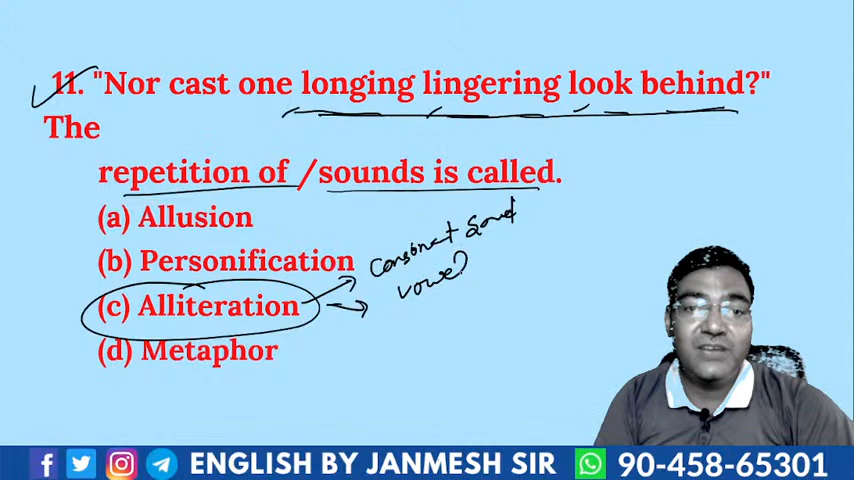 11. "Nor cast one longing lingering look behind?"
The
repetition of /sounds is called.
(a) Allusion
(b) Personification
(c) Alliteration
consonant sound
vowel
(d) Metaphor
ENGLISH BY JANMESH SIR 90-458-65301